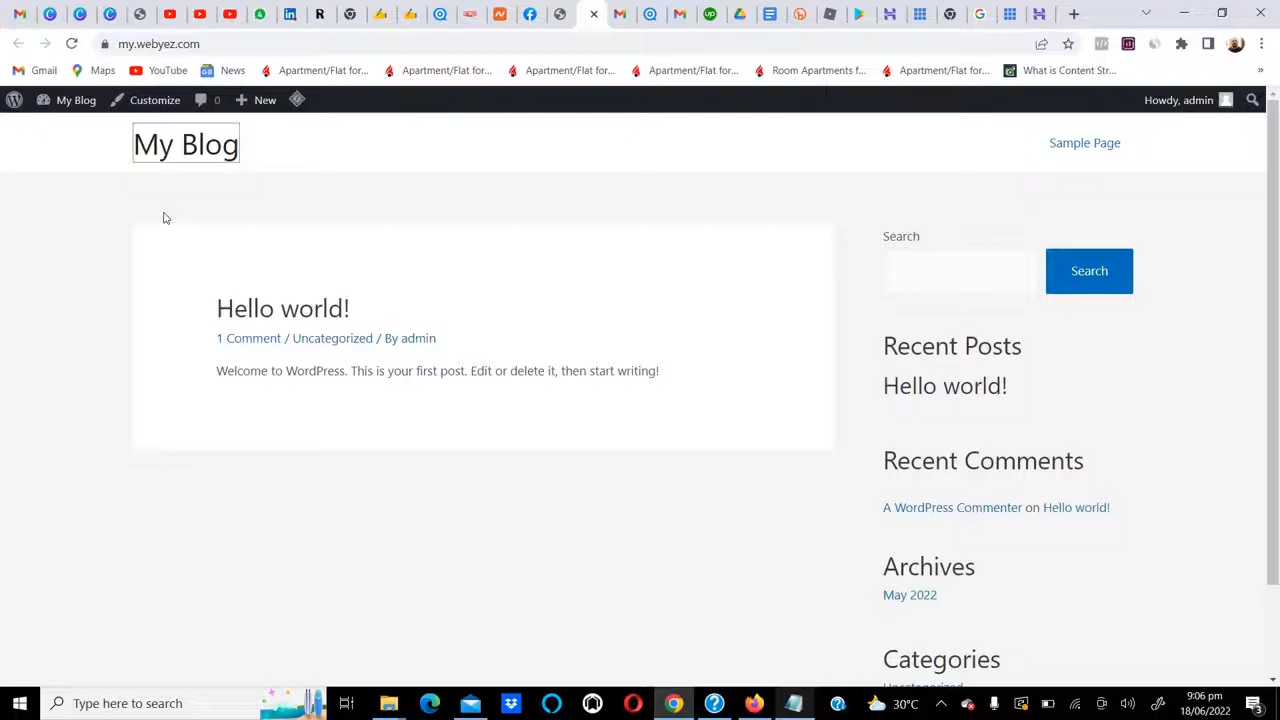 my.webyez.com
Gmail
Maps
YouTube
News
Apartment/Flat for...
Apartment/Flat for...
Apartment/Flat for...
Apartment/Flat for...
Room Apartments f...
Apartment/Flat for...
What is Content Str...
»
My Blog
Customize
0
New
Howdy, admin
My Blog
Sample Page
Search
Search
Hello world!
1 Comment / Uncategorized / By admin
Welcome to WordPress. This is your first post. Edit or delete it, then start writing!
Recent Posts
Hello world!
Recent Comments
A WordPress Commenter on Hello world!
Archives
May 2022
Categories
Uncategorized
Type here to search
30°C
9:06 pm
18/06/2022
3